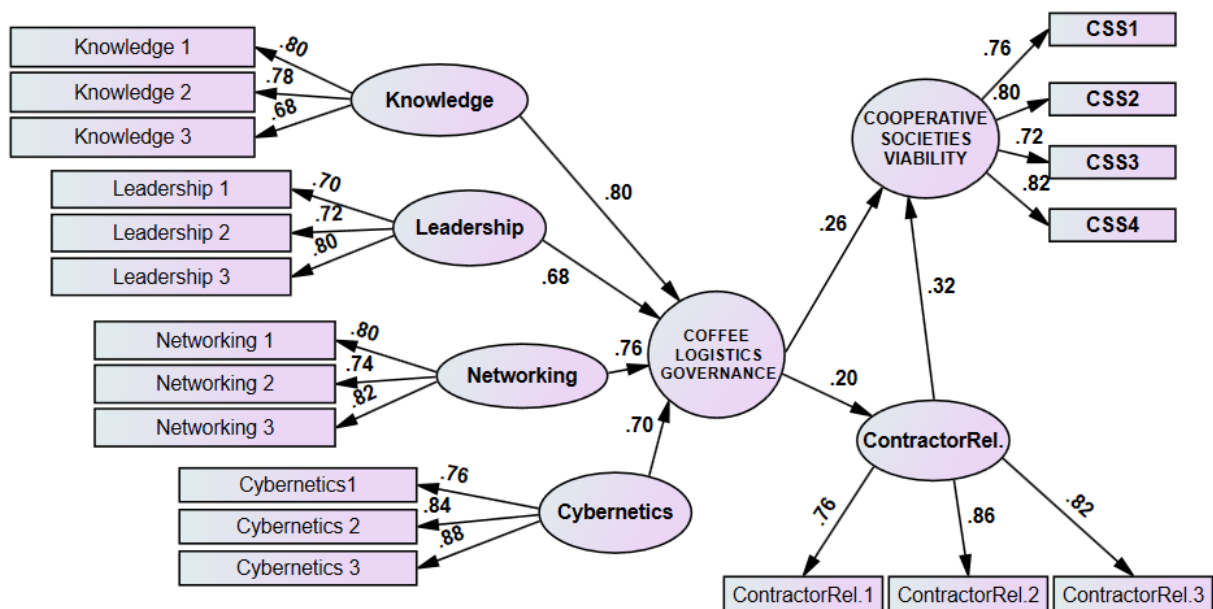 Knowledge 1
Knowledge 2
Knowledge 3
.80
.78
.68
Knowledge
.80
Leadership 1
Leadership 2
Leadership 3
.70
.72
.80
Leadership
.68
Networking 1
Networking 2
Networking 3
.80
.74
.82
Networking
.76
Cybernetics1
Cybernetics 2
Cybernetics 3
.76
.84
.88
Cybernetics
.70
COFFEE
LOGISTICS
GOVERNANCE
.26
.20
COOPERATIVE
SOCIETIES
VIABILITY
.76
.80
.72
.82
CSS1
CSS2
CSS3
CSS4
.32
ContractorRel.
.76
.86
.82
ContractorRel.1
ContractorRel.2
ContractorRel.3